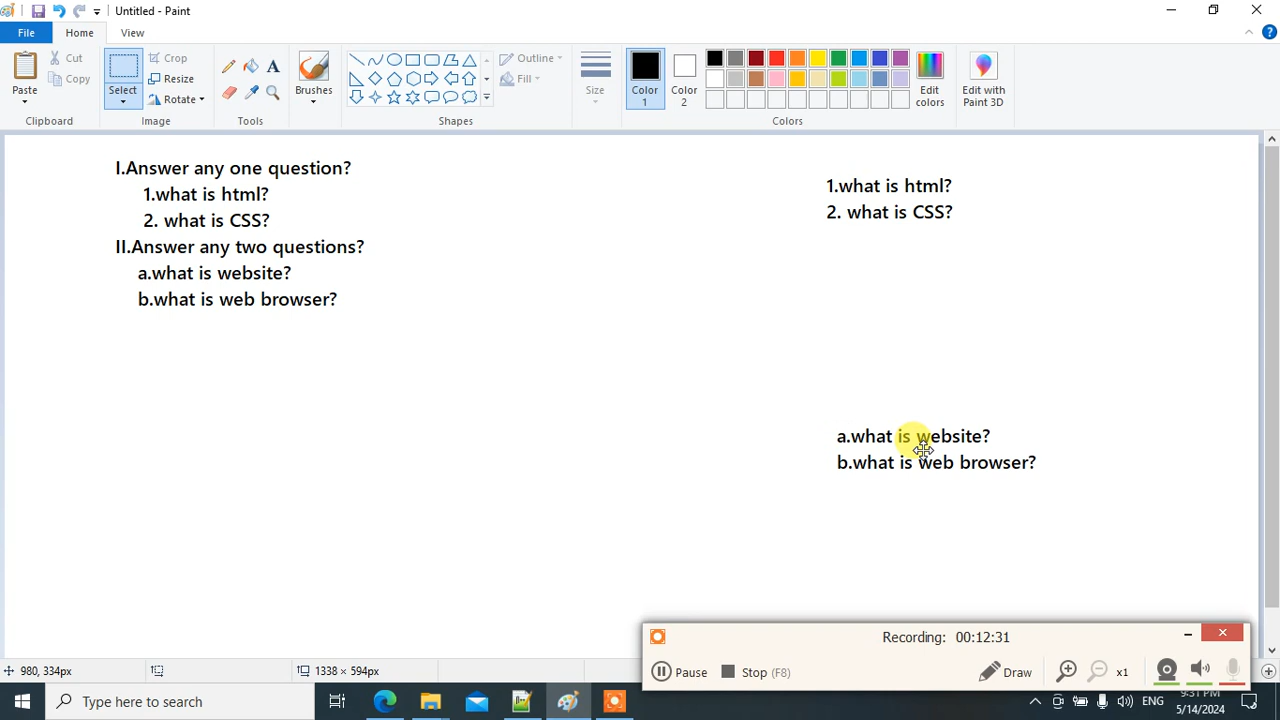 Untitled - Paint
File
Home
View
Paste
Cut
Copy
Clipboard
Select
Crop
Resize
Rotate
Image
A
Tools
Brushes
Shapes
Outline
Fill
Size
Color 1
Color 2
Colors
Edit colors
Edit with Paint 3D
I.Answer any one question?
1.what is html?
2. what is CSS?
II.Answer any two questions?
a.what is website?
b.what is web browser?
1.what is html?
2. what is CSS?
a.what is website?
b.what is web browser?
Recording: 00:12:31
Pause
Stop (F8)
Draw
x1
980, 334px
1338 × 594px
Type here to search
ENG
9:31 PM
5/14/2024